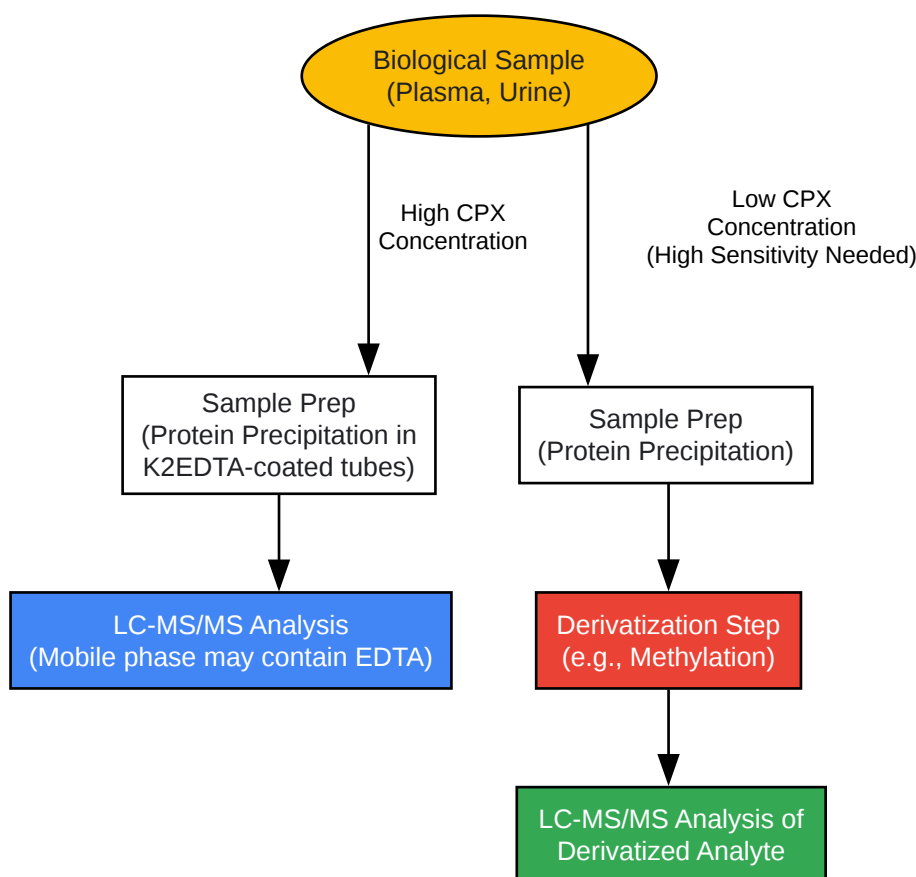 Biological Sample
(Plasma, Urine)
High CPX
Concentration
Low CPX
Concentration
(High Sensitivity Needed)
Sample Prep
(Protein Precipitation in
K2EDTA-coated tubes)
Sample Prep
(Protein Precipitation)
LC-MS/MS Analysis
(Mobile phase may contain EDTA)
Derivatization Step
(e.g., Methylation)
LC-MS/MS Analysis of
Derivatized Analyte